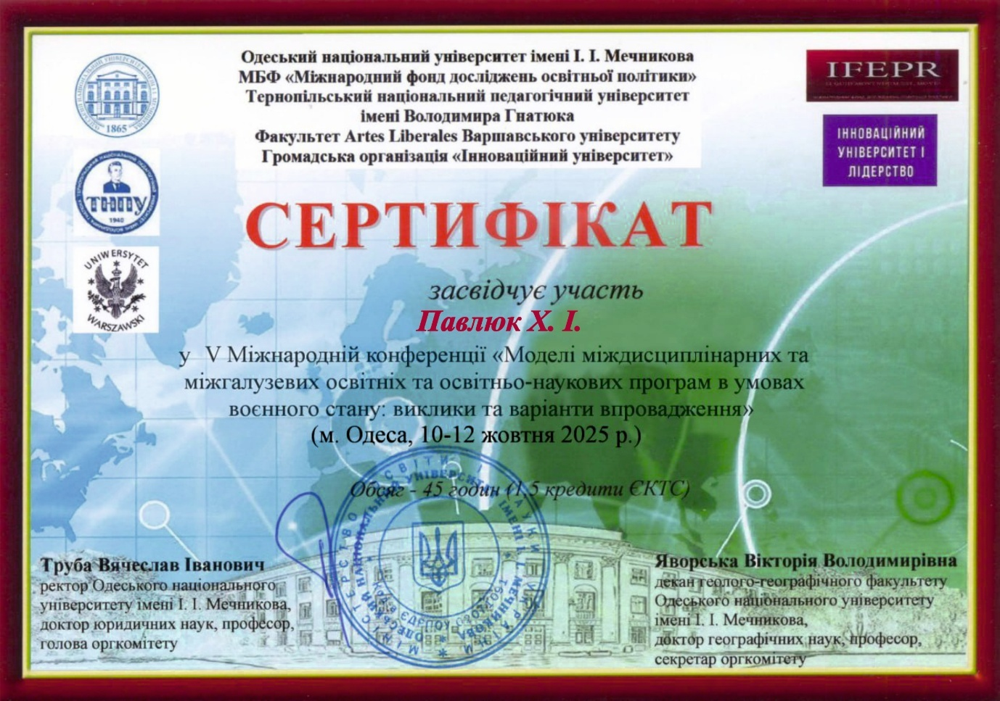 Одеський національний університет імені І. І. Мечникова
МБФ «Міжнародний фонд досліджень освітньої політики»
Тернопільський національний педагогічний університет
імені Володимира Гнатюка
Факультет Artes Liberales Варшавського університету
Громадська організація «Інноваційний університет»
1865
ТНПУ
1940
UNIWERSYTET
WARSZAWSKI
IFEPR
ІННОВАЦІЙНИЙ
УНІВЕРСИТЕТ І
ЛІДЕРСТВО
СЕРТИФІКАТ
засвідчує участь
Павлюк Х. І.
у V Міжнародній конференції «Моделі міждисциплінарних та
міжгалузевих освітніх та освітньо-наукових програм в умовах
воєнного стану: виклики та варіанти впровадження»
(м. Одеса, 10-12 жовтня 2025 р.)
Обсяг - 45 годин (1,5 кредити ЄКТС)
Труба Вячеслав Іванович
ректор Одеського національного
університету імені І. І. Мечникова,
доктор юридичних наук, професор,
голова оргкомітету
Яворська Вікторія Володимирівна
декан геолого-географічного факультету
Одеського національного університету
імені І. І. Мечникова,
доктор географічних наук, професор,
секретар оргкомітету